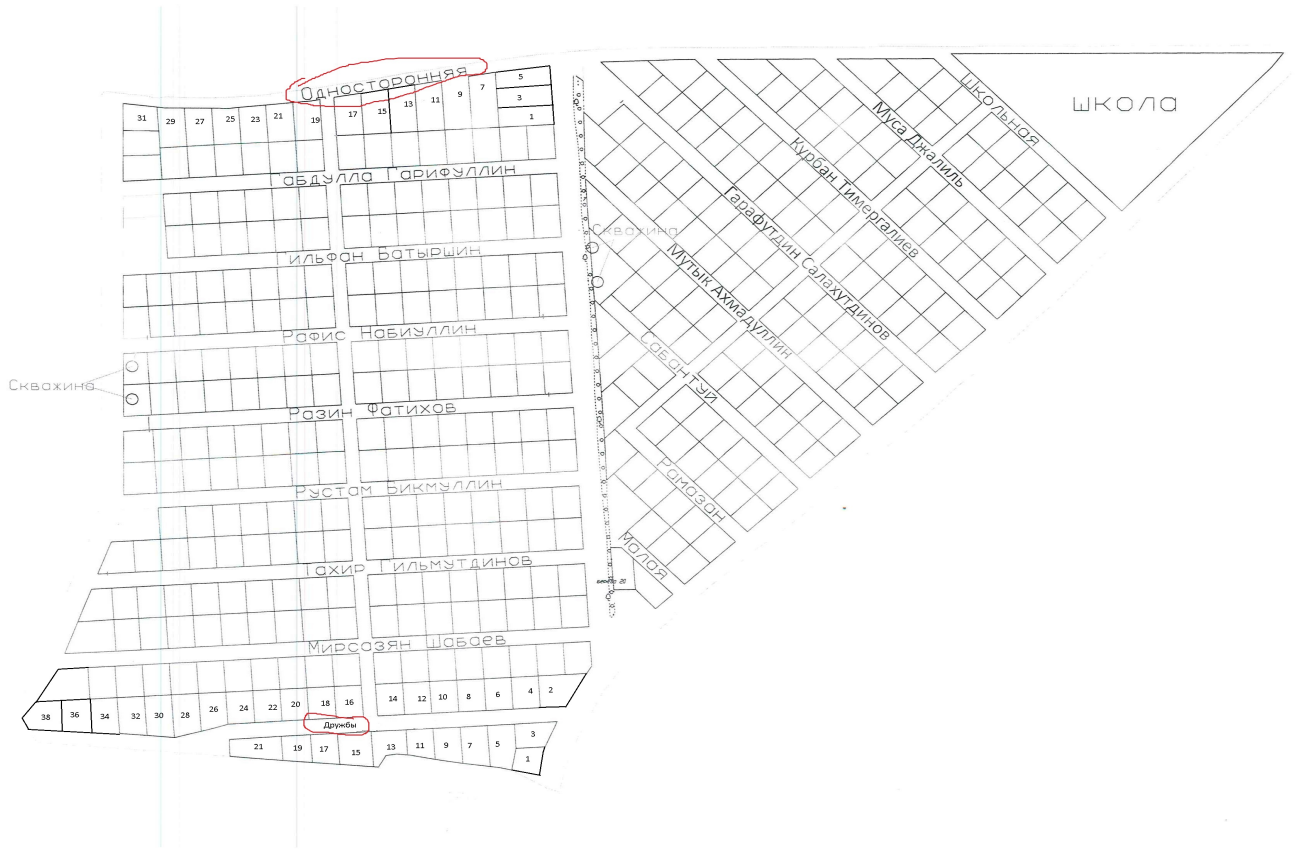 Односторонняя
31 29 27 25 23 21 19 17 15 13 11 9 7 5
3
1
Габдулла Гарифуллин
Гильфан Батыршин
Рафис Набиуллин
Скважина
Разин Фатихов
Рустам Бикмуллин
Тахир Гильмутдинов
Мирсазян Шабаев
38 36 34 32 30 28 26 24 22 20 18 16 14 12 10 8 6 4 2
Дружбы
21 19 17 15 13 11 9 7 5 3
1
школа
Школьная
Муса Джалиль
Курбан Тимергалиев
Гарафутдин Салахутдинов
Скважина
Мутык Ахмадуллин
Сабантуй
Рамазан
Малая